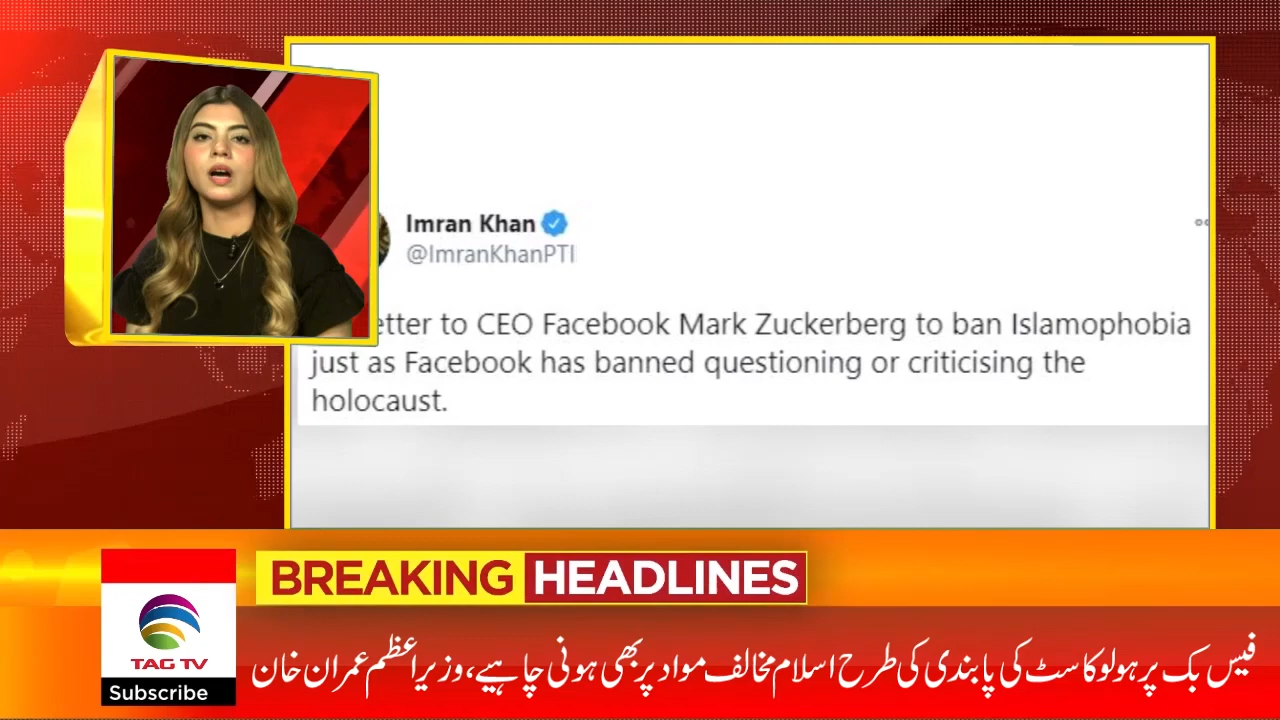 Imran Khan
@ImranKhanPTI
letter to CEO Facebook Mark Zuckerberg to ban Islamophobia
just as Facebook has banned questioning or criticising the
holocaust.
BREAKING HEADLINES
TAG TV
Subscribe
فیس بک پر ہولوکاسٹ کی پابندی کی طرح اسلام مخالف مواد پر بھی ہونی چاہیے، وزیراعظم عمران خان